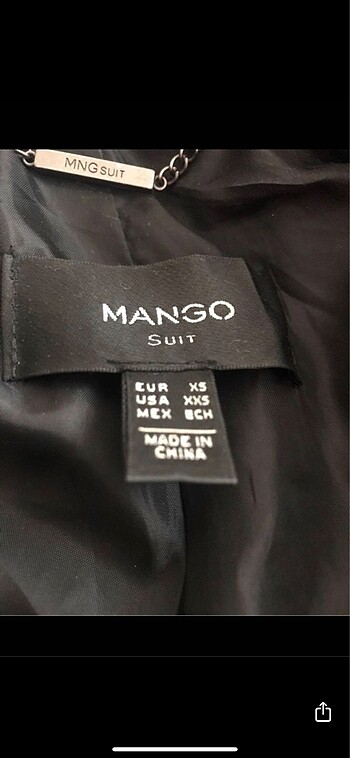 MNG SUIT
MANGO
SUIT
EUR XS
USA XXS
MEX ECH
MADE IN
CHINA